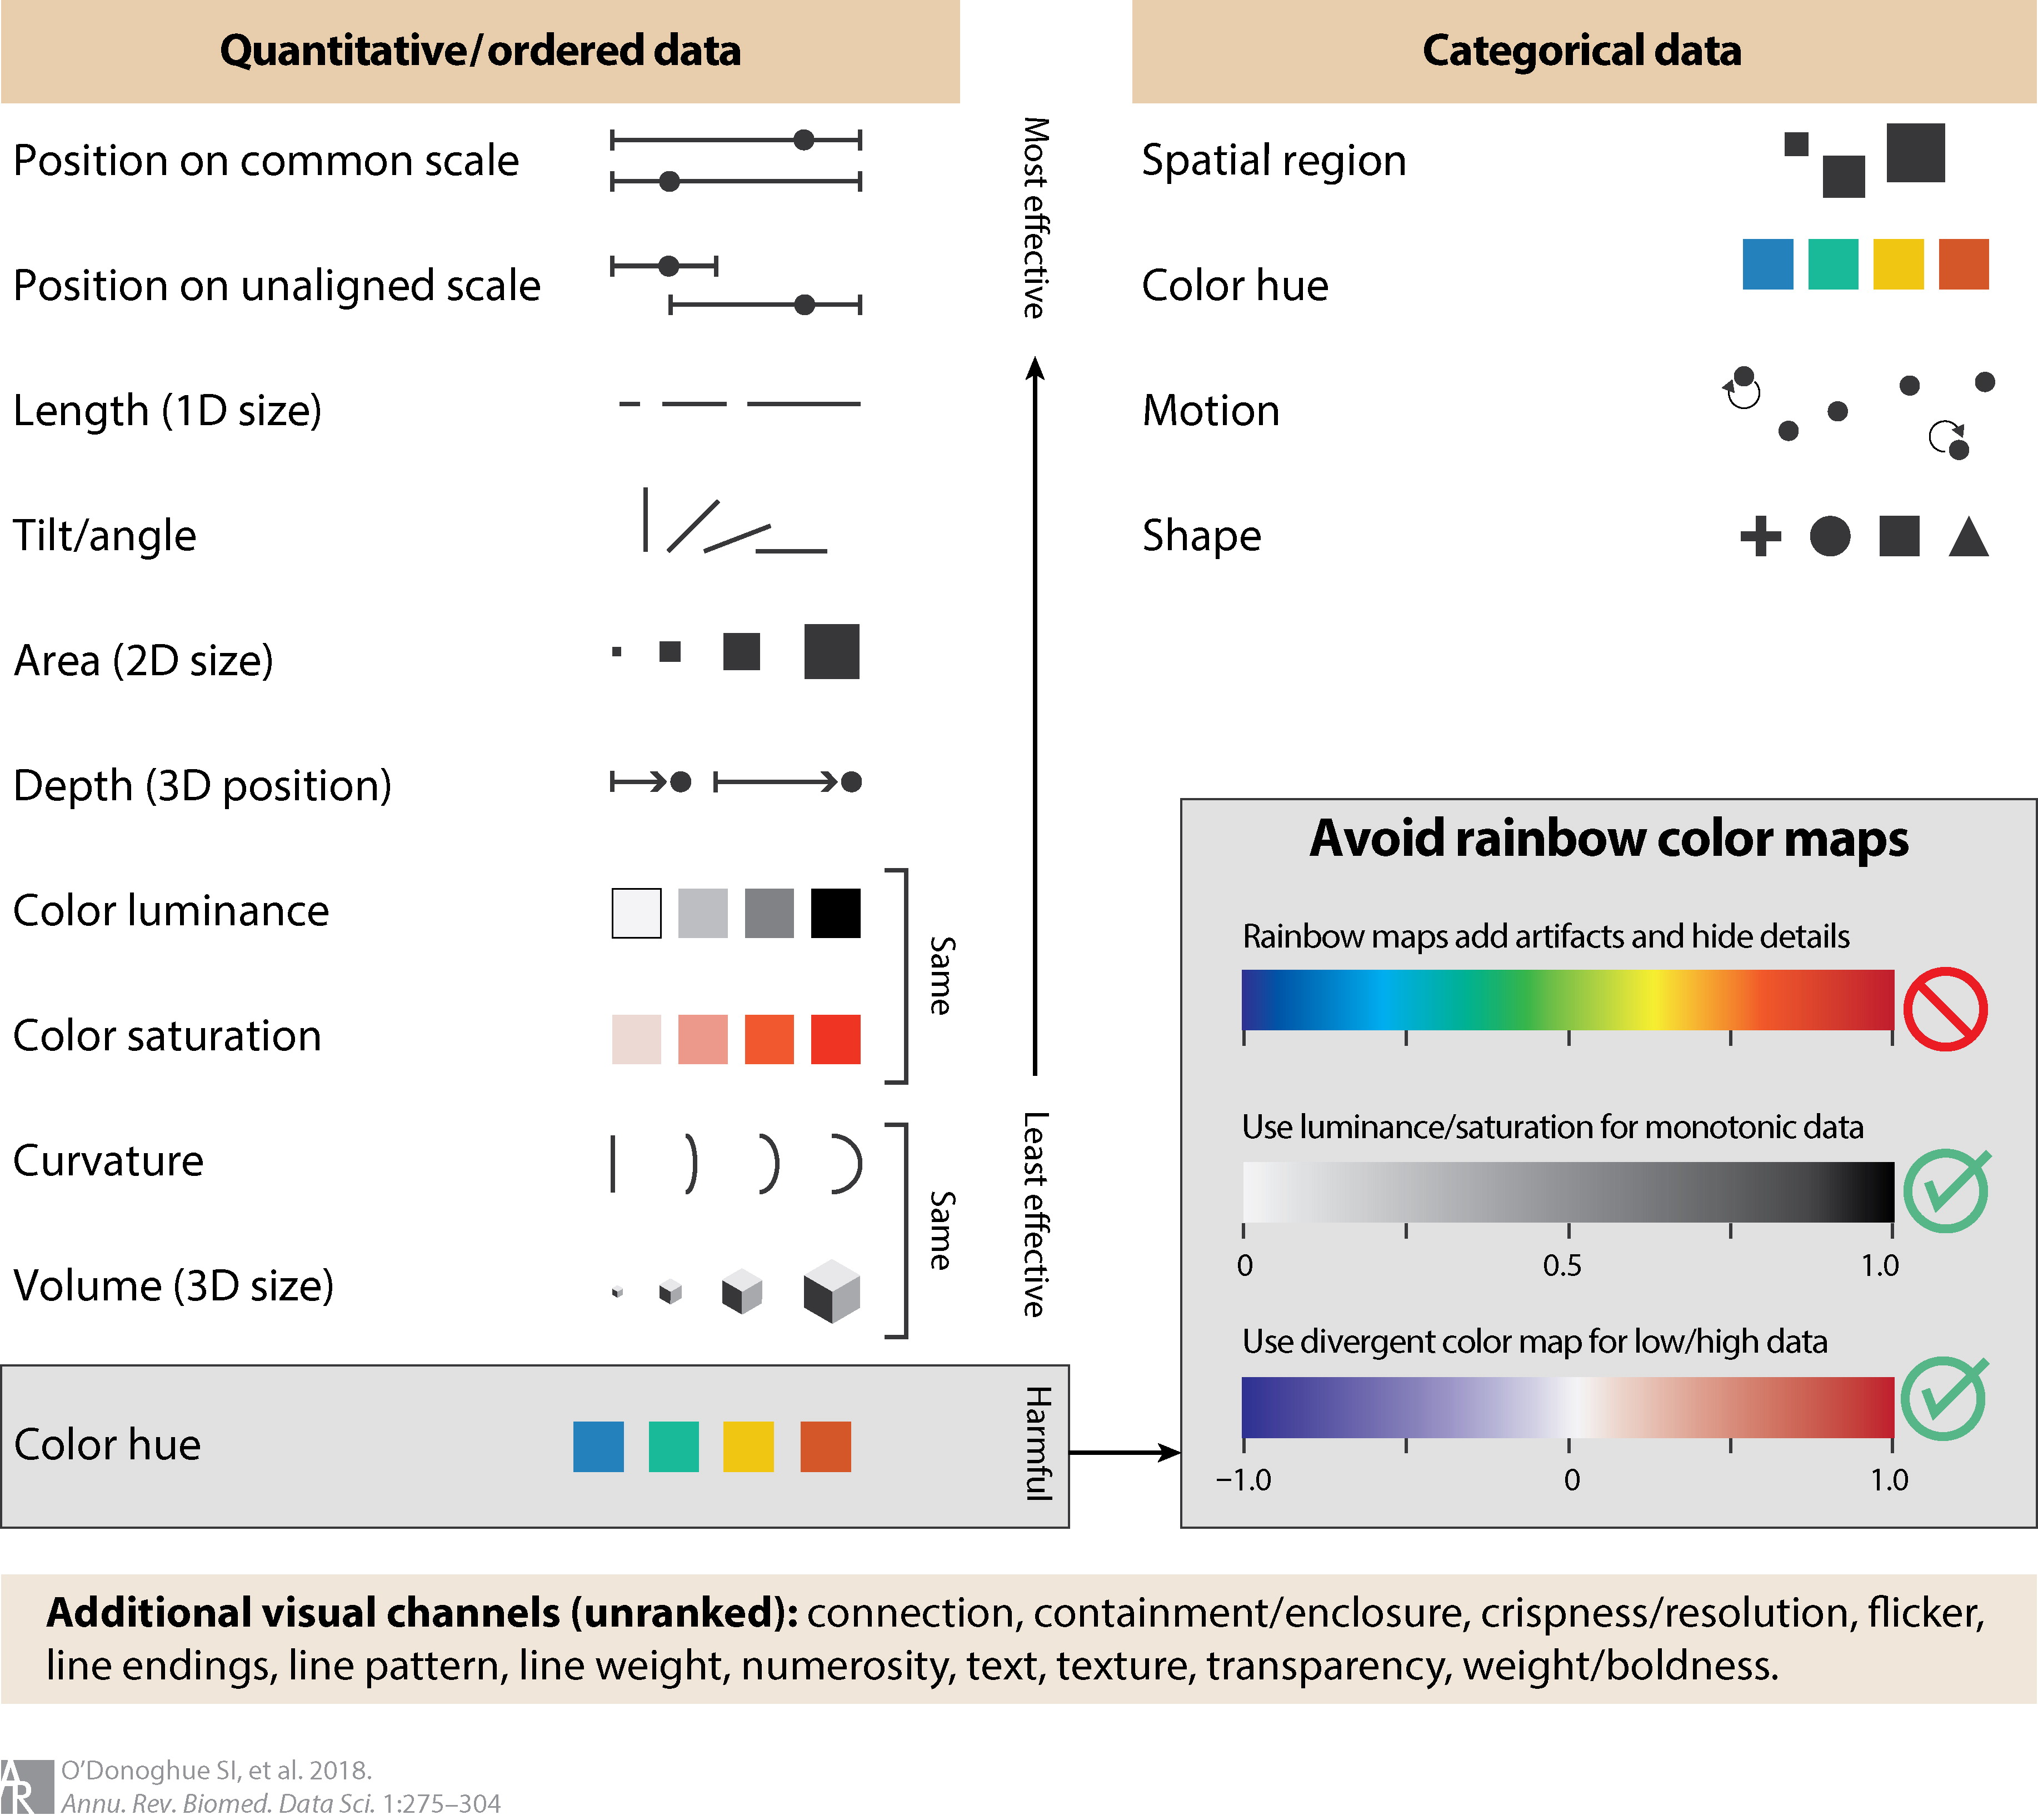 Quantitative/ordered data
Position on common scale
Position on unaligned scale
Length (1D size)
Tilt/angle
Area (2D size)
Depth (3D position)
Color luminance
Color saturation
Same
Curvature
Volume (3D size)
Same
Color hue
Most effective
Least effective
Harmful
Categorical data
Spatial region
Color hue
Motion
Shape
Avoid rainbow color maps
Rainbow maps add artifacts and hide details
Use luminance/saturation for monotonic data
0 0.5 1.0
Use divergent color map for low/high data
−1.0 0 1.0
Additional visual channels (unranked): connection, containment/enclosure, crispness/resolution, flicker,
line endings, line pattern, line weight, numerosity, text, texture, transparency, weight/boldness.
AR
O'Donoghue SI, et al. 2018.
Annu. Rev. Biomed. Data Sci. 1:275–304